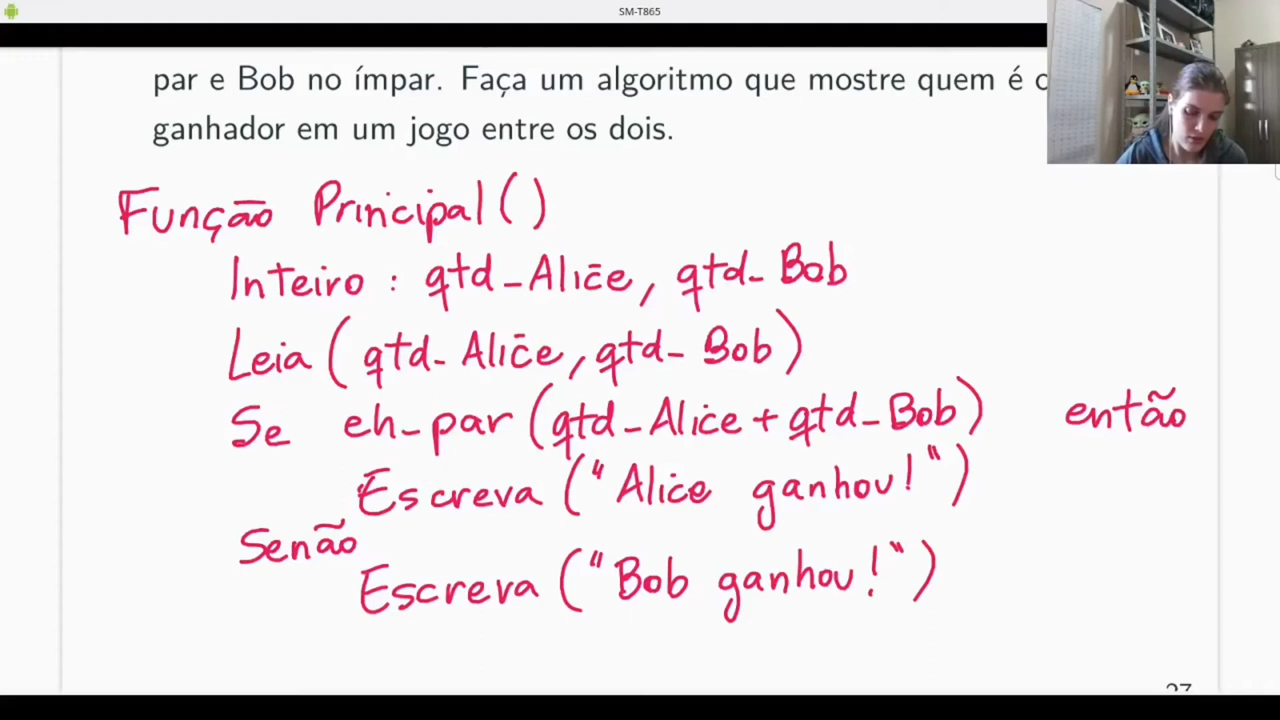 SM-T865
par e Bob no ímpar. Faça um algoritmo que mostre quem é o
ganhador em um jogo entre os dois.
Função Principal()
Inteiro: qtd_Alice, qtd_Bob
Leia (qtd_Alice, qtd_Bob)
Se eh_par (qtd_Alice + qtd_Bob) então
Escreva ("Alice ganhou!")
Senão
Escreva ("Bob ganhou!")
27